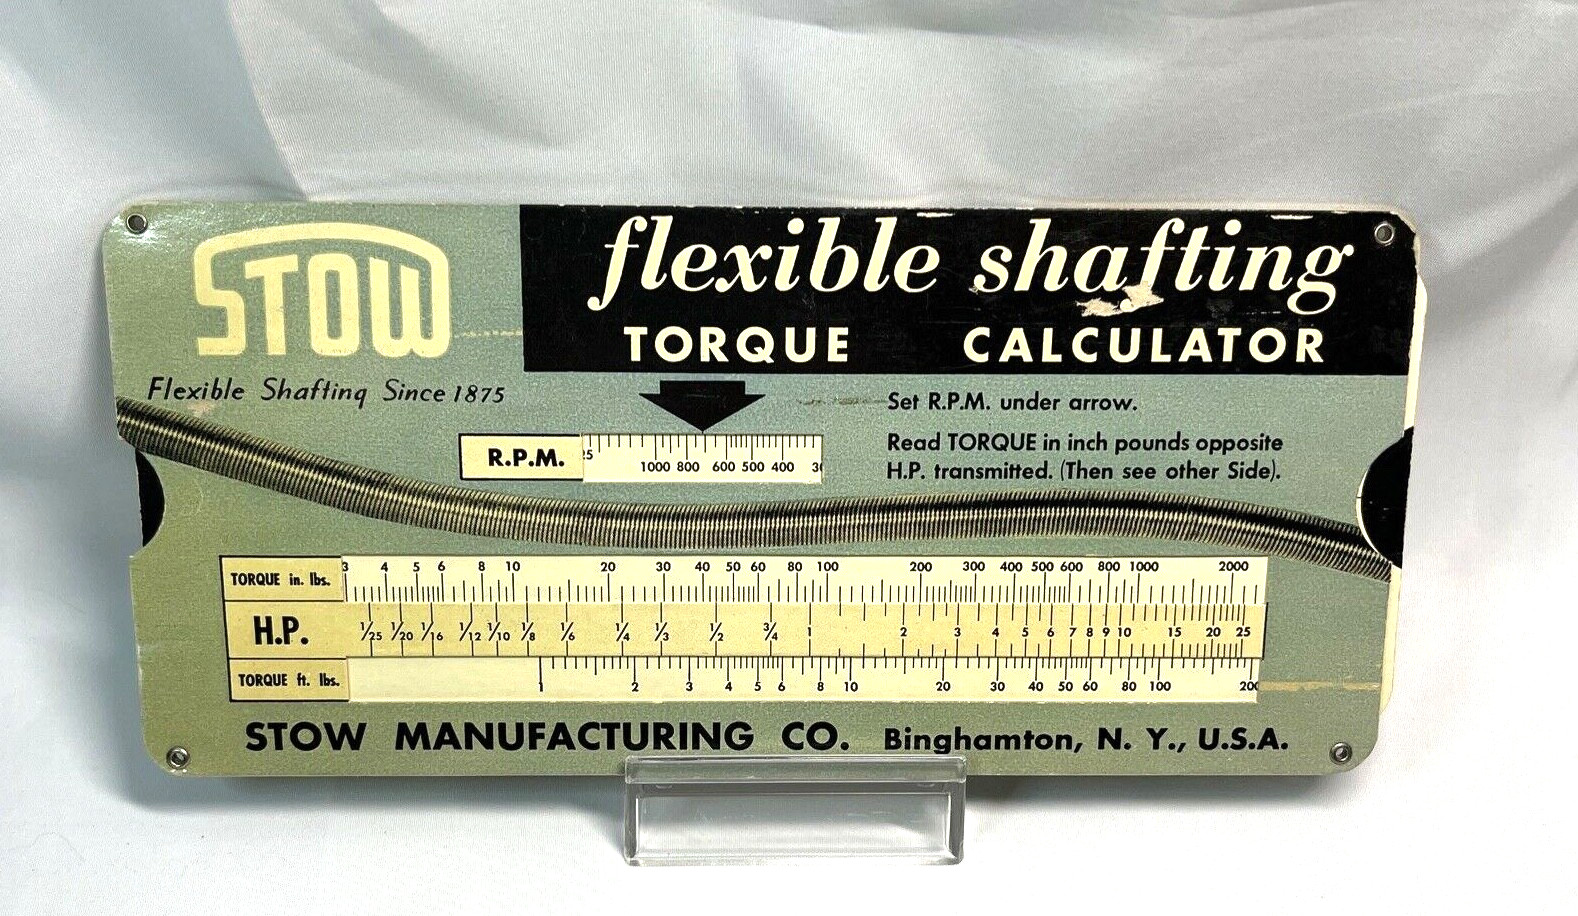 STOW
flexible shafting
TORQUE CALCULATOR
Flexible Shafting Since 1875
Set R.P.M. under arrow.
Read TORQUE in inch pounds opposite
H.P. transmitted. (Then see other Side).
R.P.M. 1000 800 600 500 400
TORQUE in. lbs. 3 4 5 6 8 10 20 30 40 50 60 80 100 200 300 400 500 600 800 1000 2000
H.P. 1/25 1/20 1/16 1/12 1/10 1/8 1/6 1/4 1/3 1/2 3/4 1 2 3 4 5 6 7 8 9 10 15 20 25
TORQUE ft. lbs. 1 2 3 4 5 6 8 10 20 30 40 50 60 80 100 200
STOW MANUFACTURING CO. Binghamton, N. Y., U.S.A.